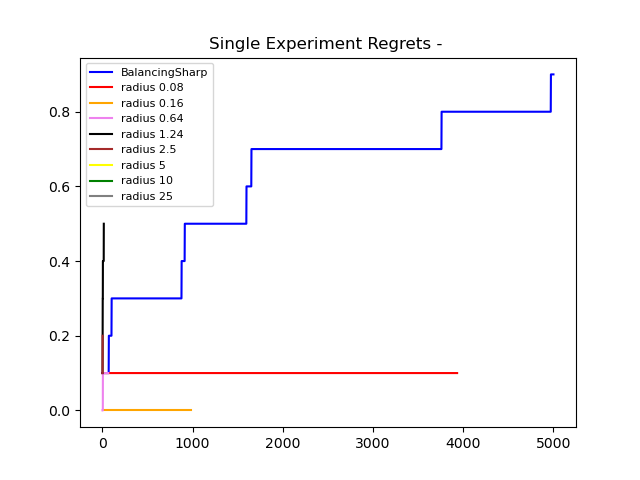 Single Experiment Regrets -
BalancingSharp
radius 0.08
radius 0.16
radius 0.64
radius 1.24
radius 2.5
radius 5
radius 10
radius 25
0.8
0.6
0.4
0.2
0.0
0 1000 2000 3000 4000 5000